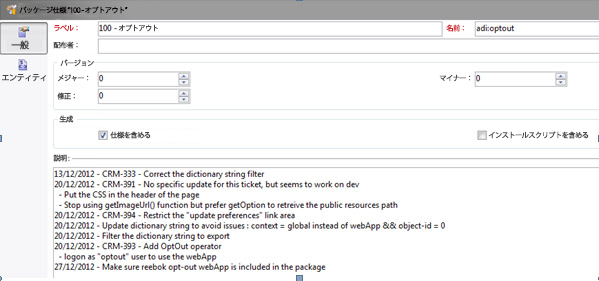 パッケージ仕様"100-オプトアウト"
一般
エンティティ
ラベル： 100 - オプトアウト 名前： adi:optout
配布者：
バージョン
メジャー： 0 マイナー： 0
修正： 0
生成
仕様を含める インストールスクリプトを含める
説明：
13/12/2012 - CRM-333 - Correct the dictionary string filter
20/12/2012 - CRM-391 - No specific update for this ticket, but seems to work on dev
- Put the CSS in the header of the page
- Stop using getImageUrl() function but prefer getOption to retreive the public resources path
20/12/2012 - CRM-394 - Restrict the "update preferences" link area
20/12/2012 - Update dictionary string to avoid issues : context = global instead of webApp && object-id = 0
20/12/2012 - Filter the dictionary string to export
20/12/2012 - CRM-393 - Add OptOut operator
- logon as "optout" user to use the webApp
27/12/2012 - Make sure reebok opt-out webApp is included in the package